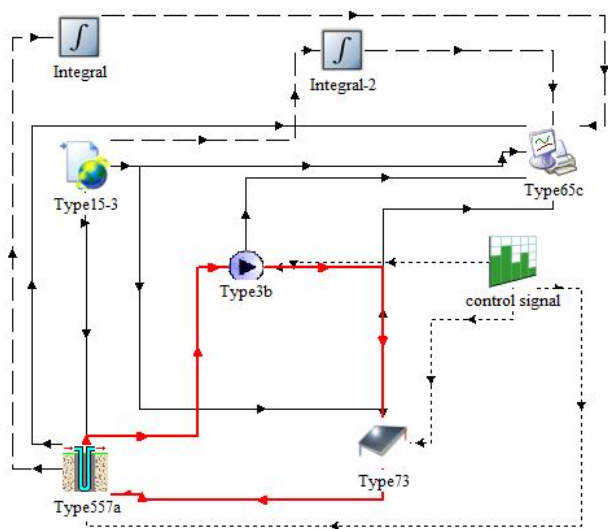 Integral
Integral-2
Type15-3
Type65c
Type3b
control signal
Type73
Type557a